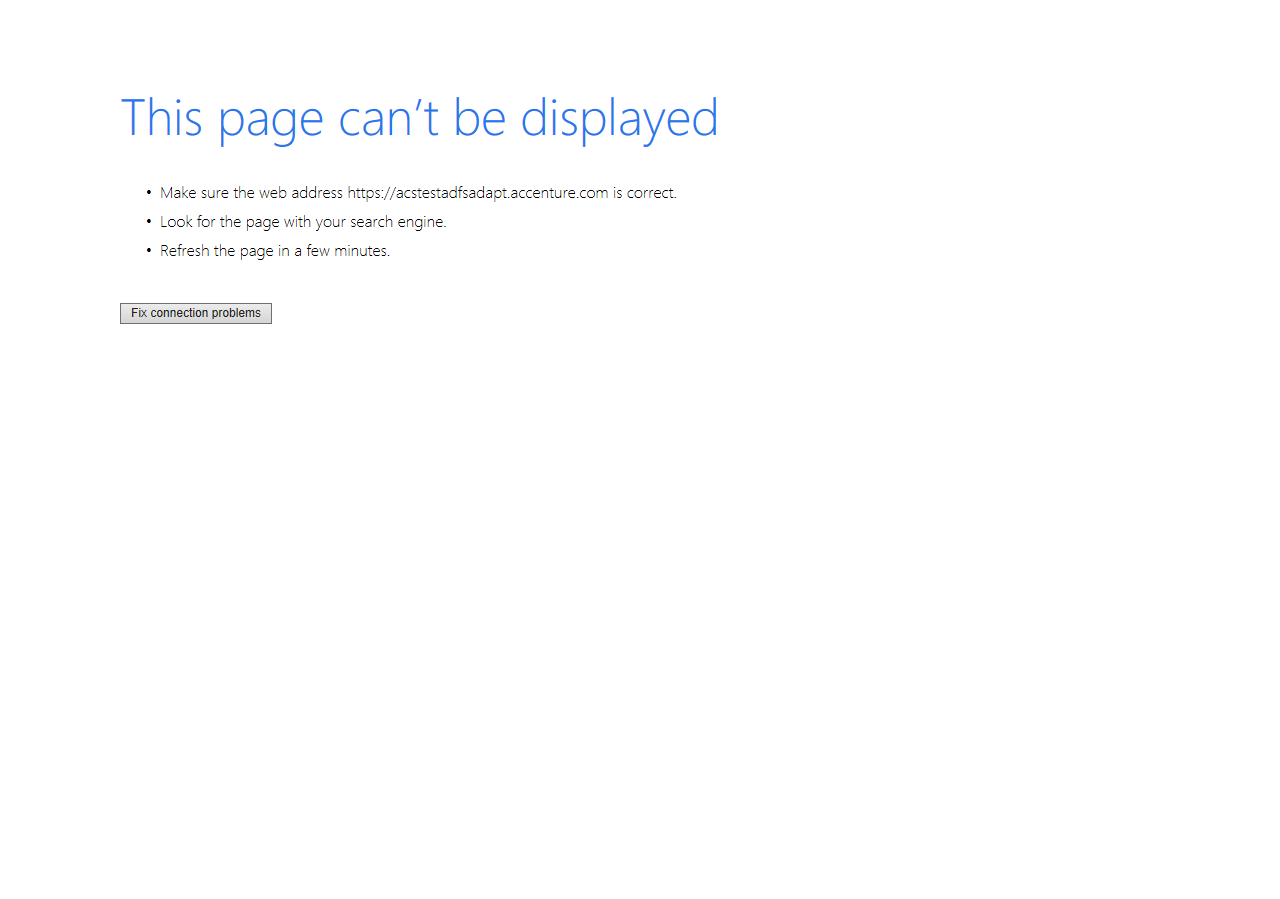 This page can’t be displayed
• Make sure the web address https://acstestadfsadapt.accenture.com is correct.
• Look for the page with your search engine.
• Refresh the page in a few minutes.
Fix connection problems